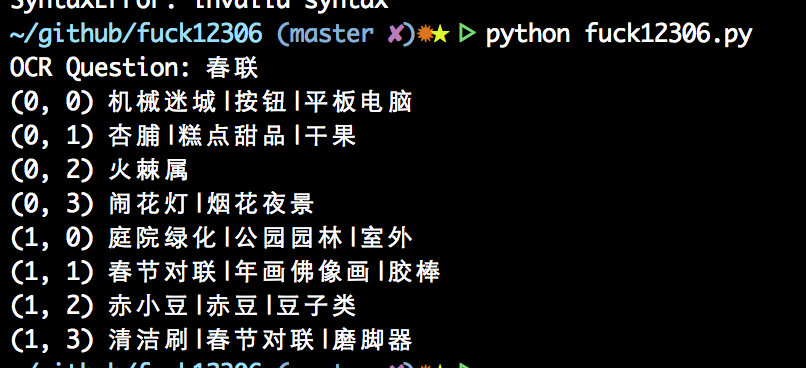 SyntaxError: invalid syntax
~/github/fuck12306 (master ✘)✹★ ▷ python fuck12306.py
OCR Question: 春联
(0, 0) 机械迷城|按钮|平板电脑
(0, 1) 杏脯|糕点甜品|干果
(0, 2) 火棘属
(0, 3) 闹花灯|烟花夜景
(1, 0) 庭院绿化|公园园林|室外
(1, 1) 春节对联|年画佛像画|胶棒
(1, 2) 赤小豆|赤豆|豆子类
(1, 3) 清洁刷|春节对联|磨脚器
~/github/fuck12306 (master ✘)✹★ ▷